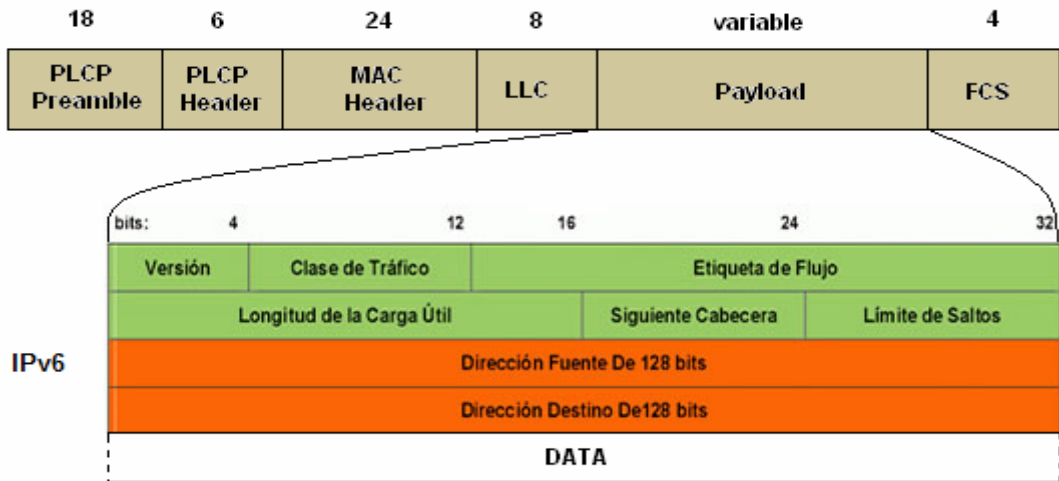 18 6 24 8 variable 4
PLCP Preamble PLCP Header MAC Header LLC Payload FCS
bits: 4 12 16 24 32
Versión Clase de Tráfico Etiqueta de Flujo
Longitud de la Carga Útil Siguiente Cabecera Límite de Saltos
IPv6
Dirección Fuente De 128 bits
Dirección Destino De128 bits
DATA